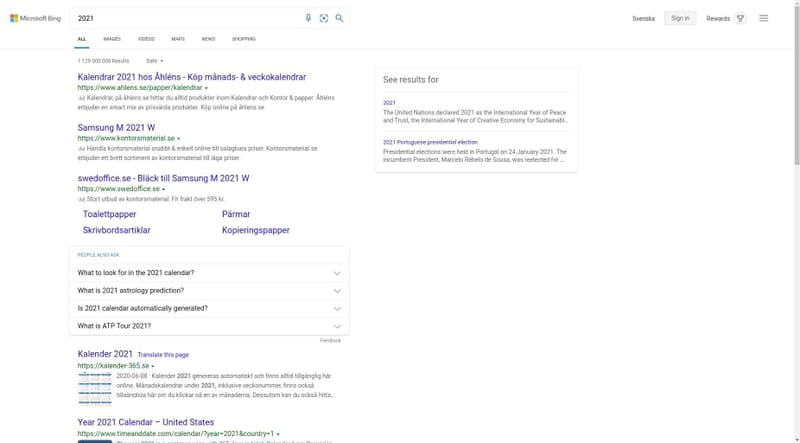 Microsoft Bing
2021
Svenska
Sign in
Rewards
ALL
IMAGES
VIDEOS
MAPS
NEWS
SHOPPING
1 120 000 000 Results
Date
Kalendrar 2021 hos Åhléns - Köp månads- & veckokalendrar
https://www.ahlens.se/papper/kalendrar
Ad Kalendrar, på åhlens.se hittar du alltid produkter inom Kalendrar och Kontor & papper. Åhléns
erbjuder en smart mix av prisvärda produkter. Köp online på åhlens.se
Samsung M 2021 W
https://www.kontorsmaterial.se
Ad Handla kontorsmaterial snabbt & enkelt online till oslagbara priser. Kontorsmaterial.se
erbjuder ett brett sortiment av kontorsmaterial till låga priser.
swedoffice.se - Bläck till Samsung M 2021 W
https://www.swedoffice.se
Ad Stort utbud av kontorsmaterial. Fri frakt över 595 kr.
Toalettpapper
Pärmar
Skrivbordsartiklar
Kopieringspapper
PEOPLE ALSO ASK
What to look for in the 2021 calendar?
What is 2021 astrology prediction?
Is 2021 calendar automatically generated?
What is ATP Tour 2021?
Feedback
Kalender 2021 Translate this page
https://kalender-365.se
2020-06-08 · Kalender 2021 genereras automatiskt och finns alltid tillgänglig här
online. Månadskalendrar under 2021, inklusive veckonummer, finns också
tillsändiga här om du klickar på en av månaderna. Dessutom kan du också hitta...
Year 2021 Calendar – United States
https://www.timeanddate.com/calendar/?year=2021&country=1
See results for
2021
The United Nations declared 2021 as the International Year of Peace
and Trust, the International Year of Creative Economy for Sustainabl...
2021 Portuguese presidential election
Presidential elections were held in Portugal on 24 January 2021. The
incumbent President, Marcelo Rebelo de Sousa, was reelected for ...